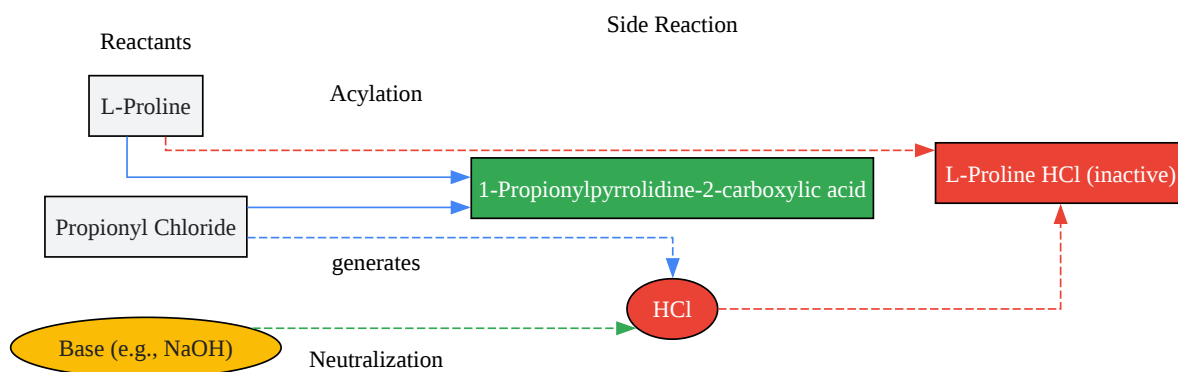 Side Reaction
Reactants
Acylation
L-Proline
1-Propionylpyrrolidine-2-carboxylic acid
L-Proline HCl (inactive)
Propionyl Chloride
generates
HCl
Base (e.g., NaOH)
Neutralization